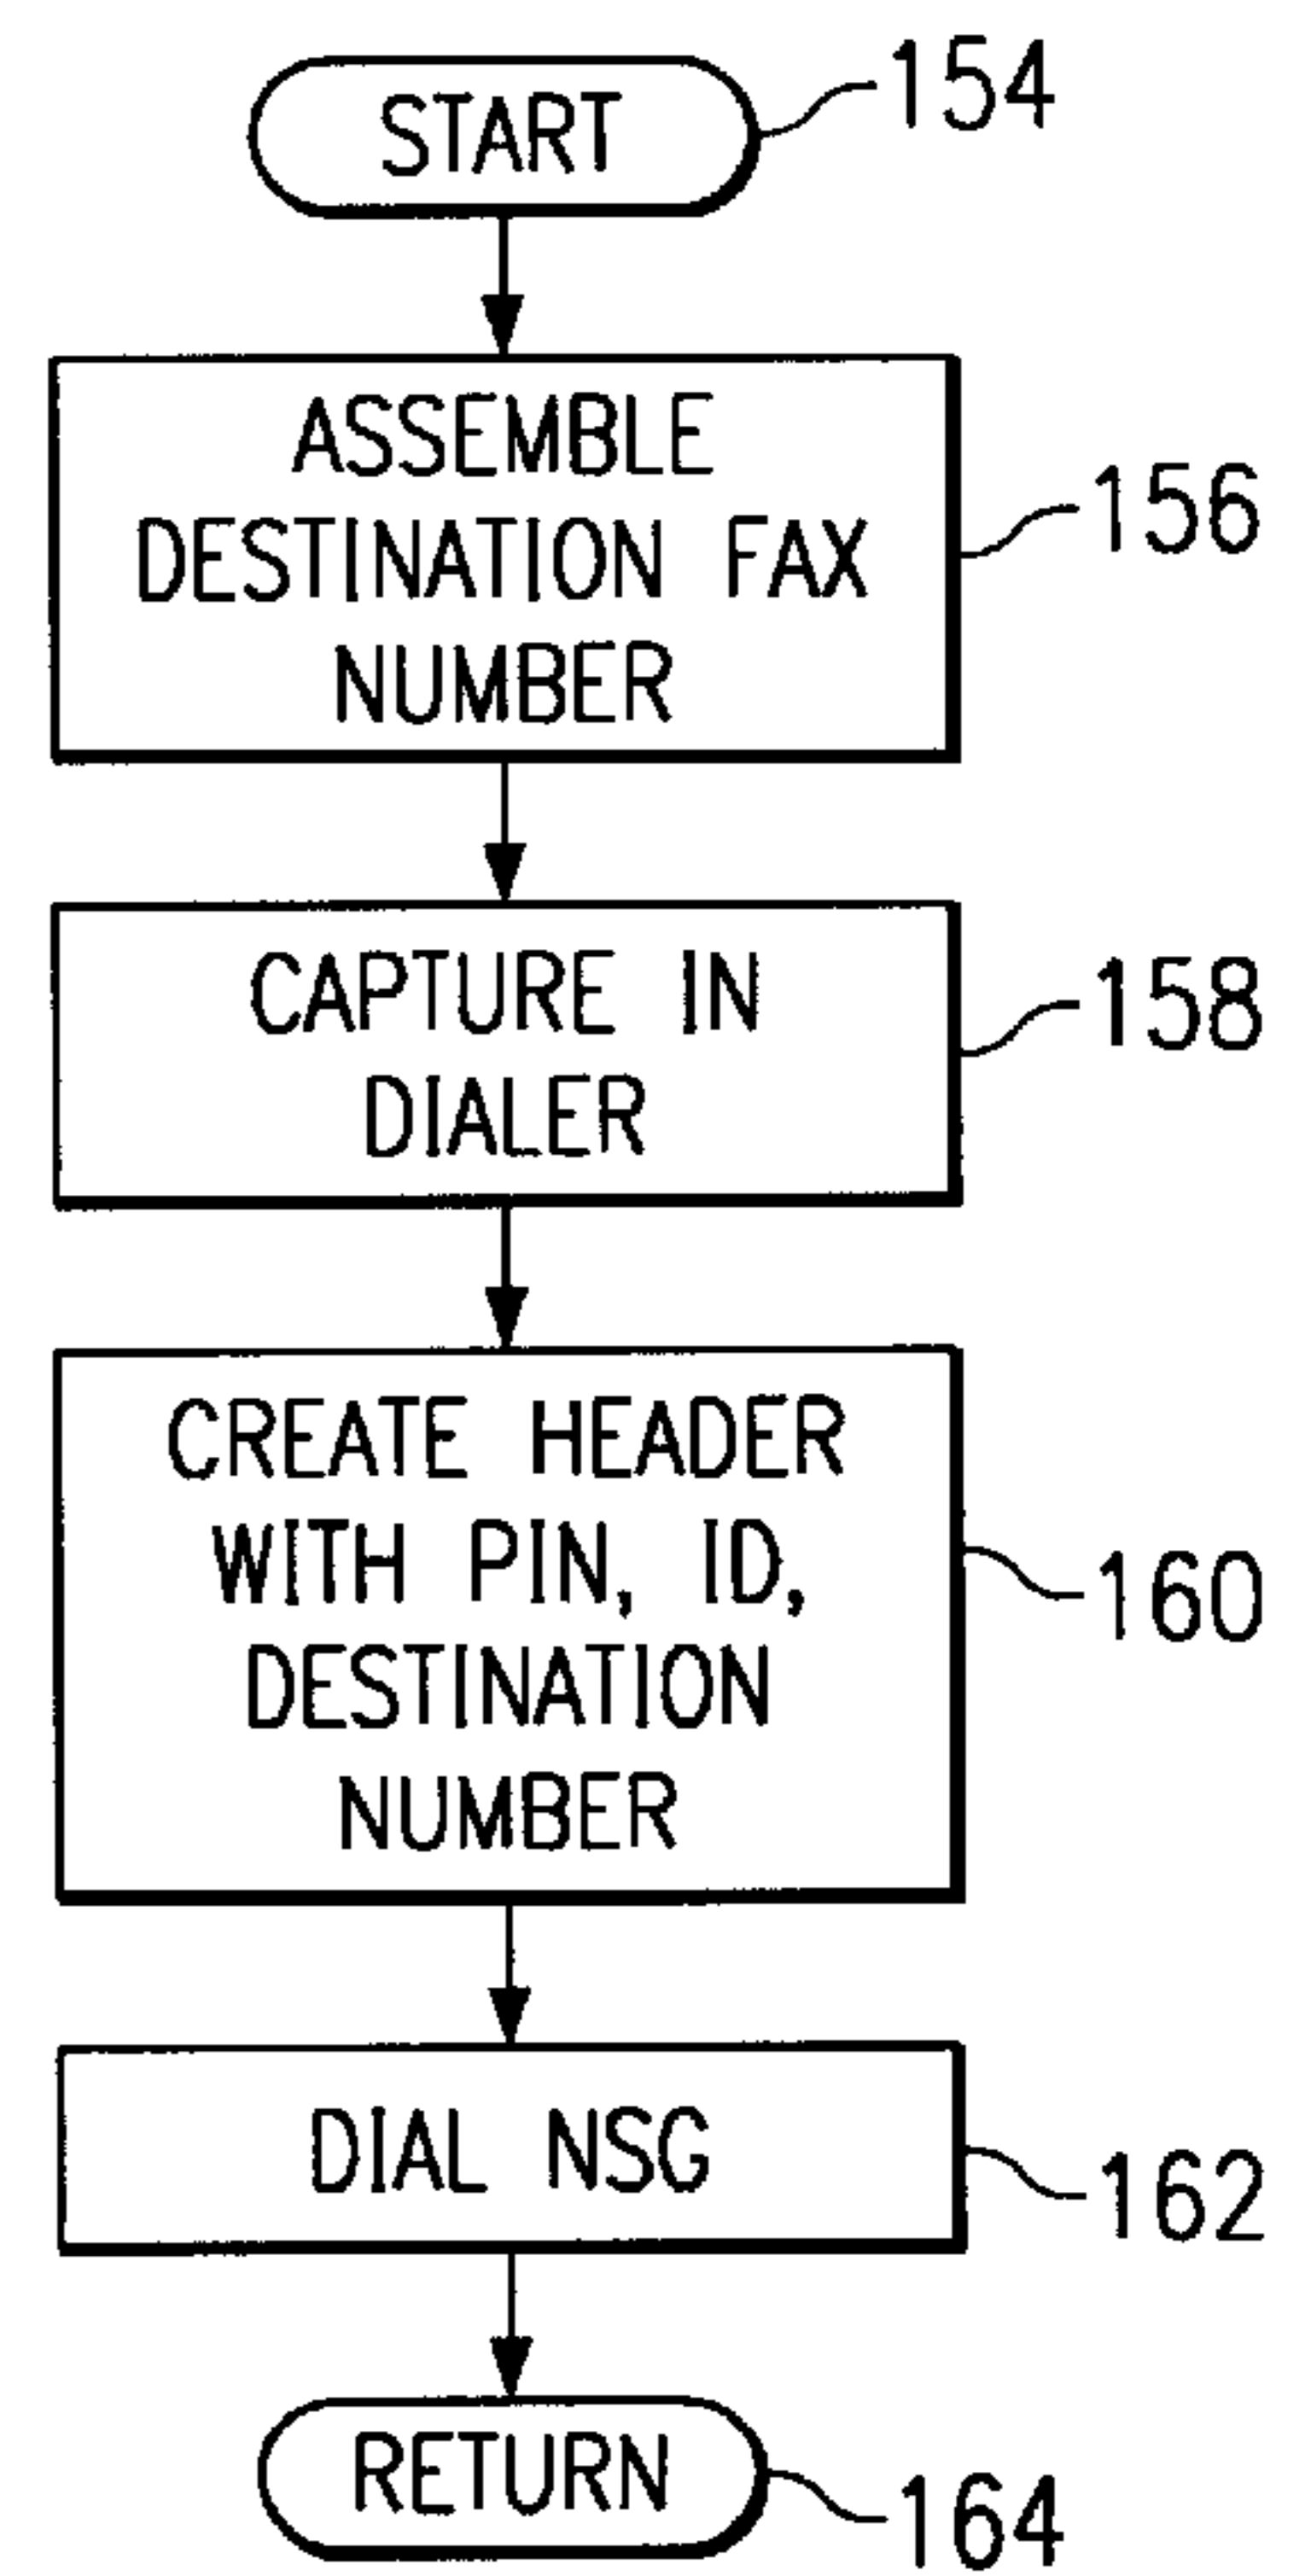 START
154
ASSEMBLE
DESTINATION FAX
NUMBER
156
CAPTURE IN
DIALER
158
CREATE HEADER
WITH PIN, ID,
DESTINATION
NUMBER
160
DIAL NSG
162
RETURN
164